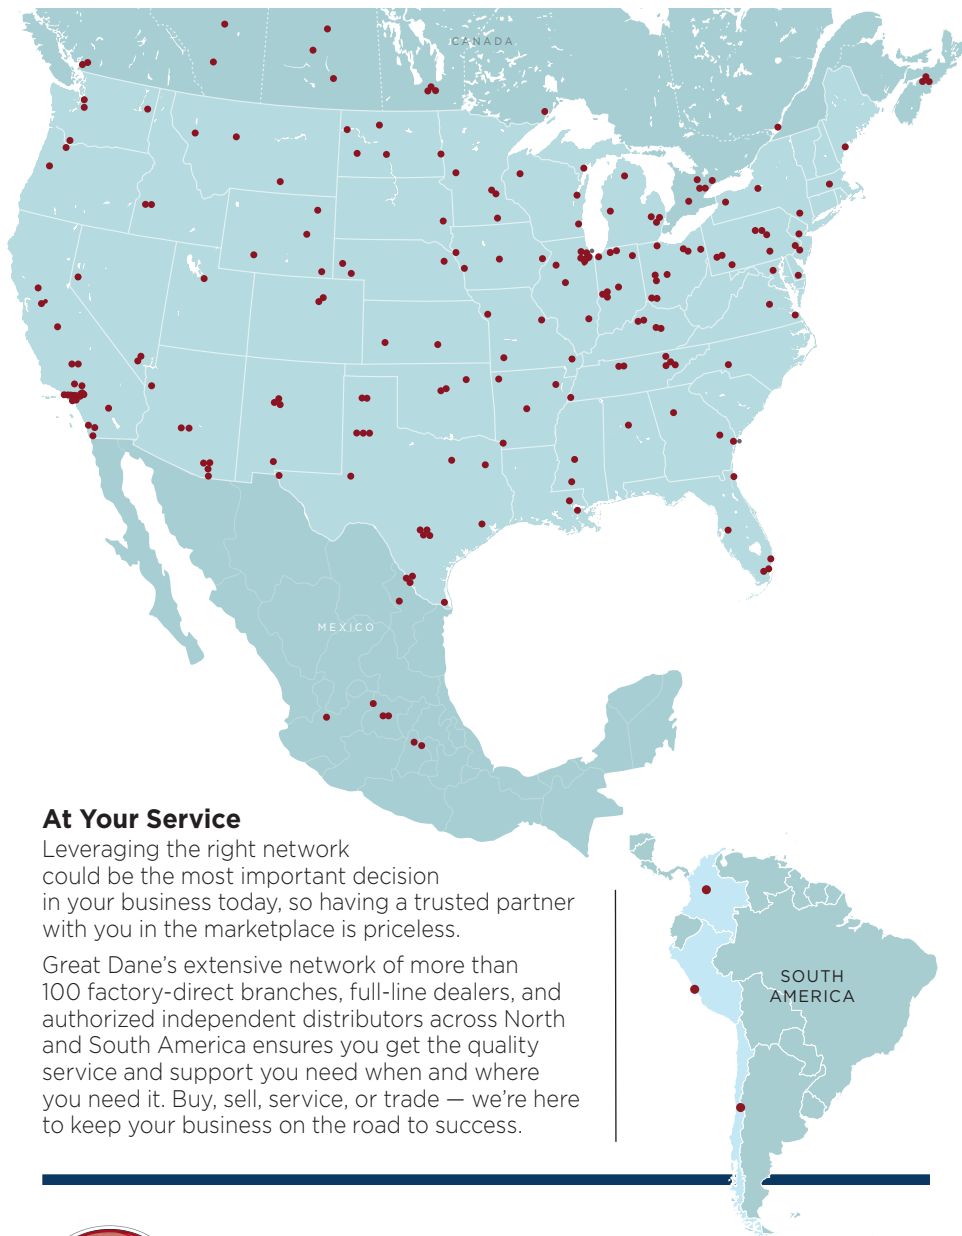 CANADA
MEXICO
At Your Service
Leveraging the right network
could be the most important decision
in your business today, so having a trusted partner
with you in the marketplace is priceless.
Great Dane’s extensive network of more than
100 factory-direct branches, full-line dealers, and
authorized independent distributors across North
and South America ensures you get the quality
service and support you need when and where
you need it. Buy, sell, service, or trade — we’re here
to keep your business on the road to success.
SOUTH
AMERICA